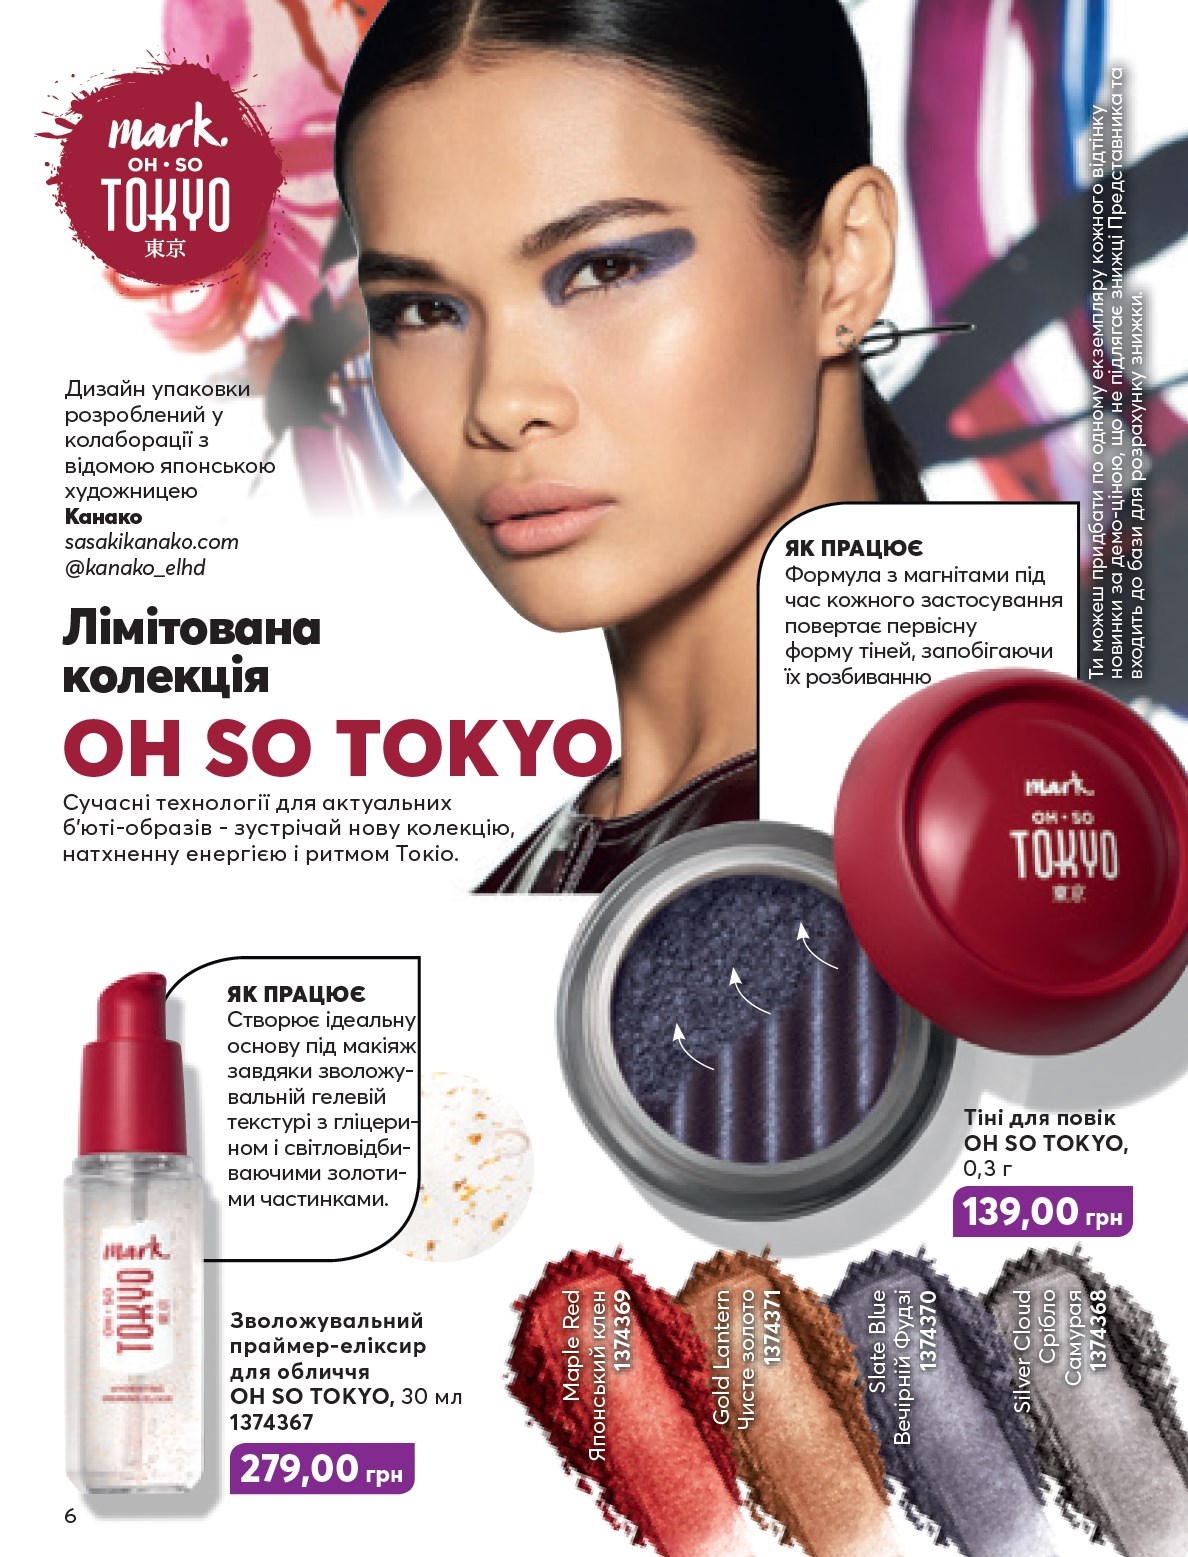 mark.
OH • SO
TOKYO
東京
Дизайн упаковки
розроблений у
колаборації з
відомою японською
художницею
Канако
sasakikanako.com
@kanako_elhd
Лімітована
колекція
OH SO TOKYO
Сучасні технології для актуальних
б'юті-образів - зустрічай нову колекцію,
натхненну енергією і ритмом Токіо.
Ти можеш придбати по одному екземпляру кожного відтінку
новинки за демо-ціною, що не підлягає знижці Представника та
входить до бази для розрахунку знижки.
ЯК ПРАЦЮЄ
Формула з магнітами під
час кожного застосування
повертає первісну
форму тіней, запобігаючи
їх розбиванню
mark.
OH • SO
TOKYO
東京
ЯК ПРАЦЮЄ
Створює ідеальну
основу під макіяж
завдяки зволожу-
вальній гелевій
текстурі з гліцери-
ном і світловідби-
ваючими золоти-
ми частинками.
mark.
OH • SO
TOKYO
東京
Зволожувальний
праймер-еліксир
для обличчя
OH SO TOKYO, 30 мл
1374367
279,00 грн
Тіні для повік
OH SO TOKYO,
0,3 г
139,00 грн
Maple Red
Японський клен
1374369
Gold Lantern
Чисте золото
1374371
Slate Blue
Вечірній Фудзі
1374370
Silver Cloud
Срібло
Самурая
1374368
6